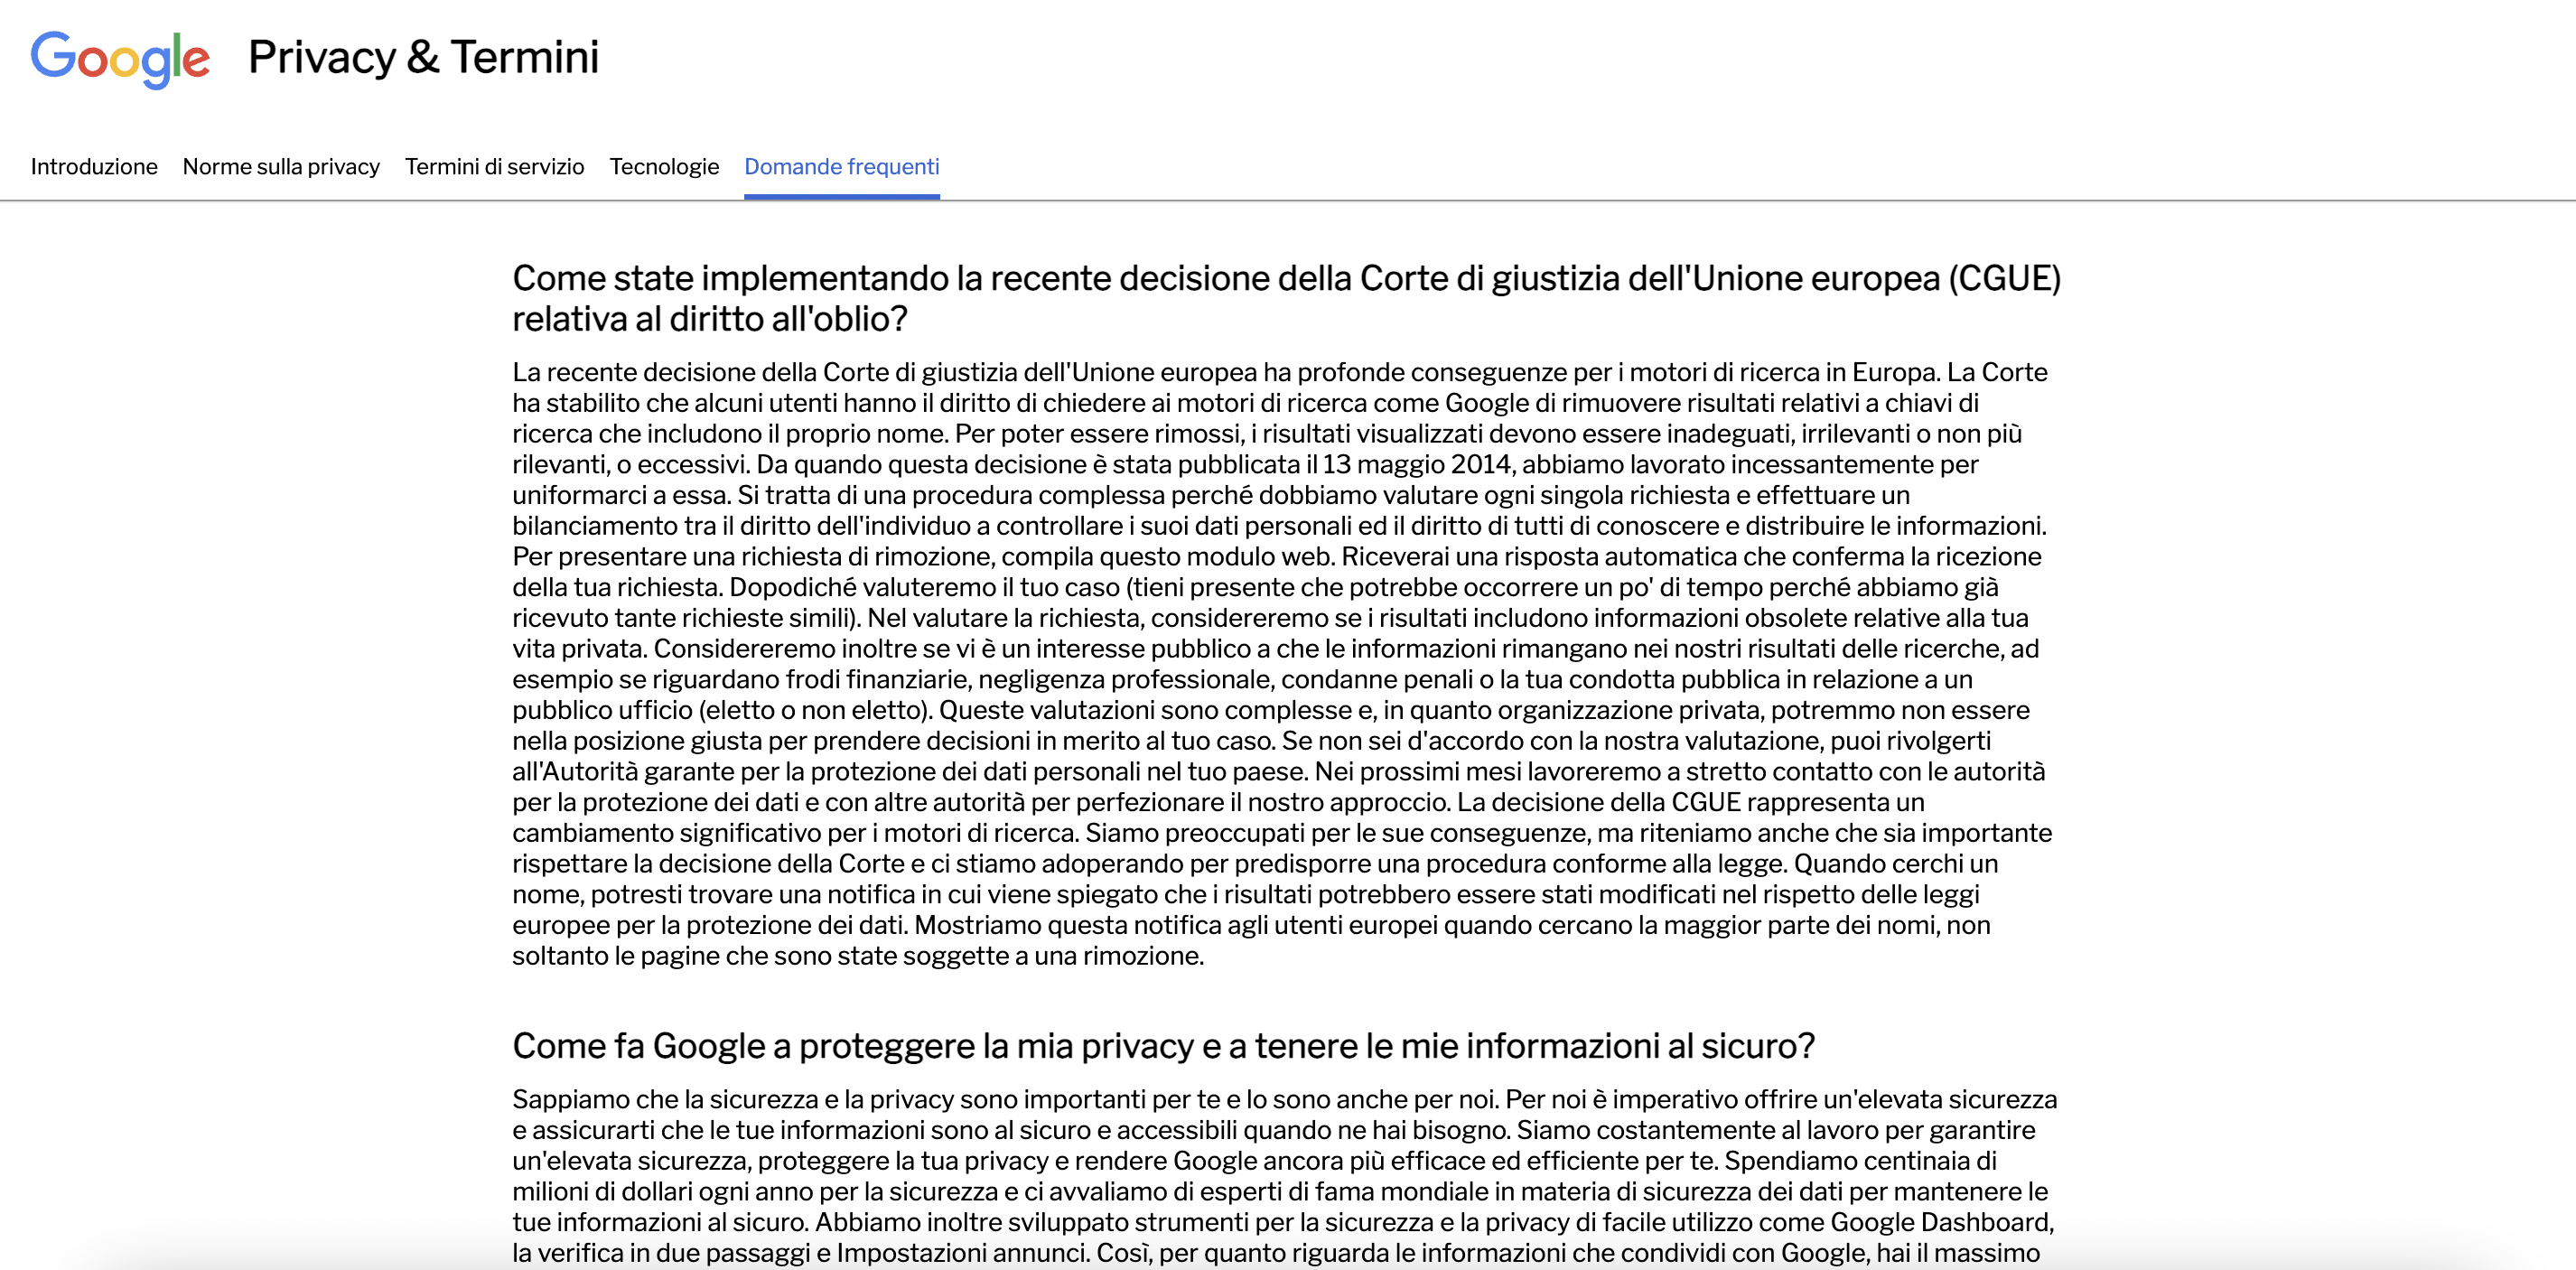 Google Privacy & Termini
Introduzione Norme sulla privacy Termini di servizio Tecnologie Domande frequenti
Come state implementando la recente decisione della Corte di giustizia dell'Unione europea (CGUE)
relativa al diritto all'oblio?
La recente decisione della Corte di giustizia dell'Unione europea ha profonde conseguenze per i motori di ricerca in Europa. La Corte
ha stabilito che alcuni utenti hanno il diritto di chiedere ai motori di ricerca come Google di rimuovere risultati relativi a chiavi di
ricerca che includono il proprio nome. Per poter essere rimossi, i risultati visualizzati devono essere inadeguati, irrilevanti o non più
rilevanti, o eccessivi. Da quando questa decisione è stata pubblicata il 13 maggio 2014, abbiamo lavorato incessantemente per
uniformarci a essa. Si tratta di una procedura complessa perché dobbiamo valutare ogni singola richiesta e effettuare un
bilanciamento tra il diritto dell'individuo a controllare i suoi dati personali ed il diritto di tutti di conoscere e distribuire le informazioni.
Per presentare una richiesta di rimozione, compila questo modulo web. Riceverai una risposta automatica che conferma la ricezione
della tua richiesta. Dopodiché valuteremo il tuo caso (tieni presente che potrebbe occorrere un po' di tempo perché abbiamo già
ricevuto tante richieste simili). Nel valutare la richiesta, considereremo se i risultati includono informazioni obsolete relative alla tua
vita privata. Considereremo inoltre se vi è un interesse pubblico a che le informazioni rimangano nei nostri risultati delle ricerche, ad
esempio se riguardano frodi finanziarie, negligenza professionale, condanne penali o la tua condotta pubblica in relazione a un
pubblico ufficio (eletto o non eletto). Queste valutazioni sono complesse e, in quanto organizzazione privata, potremmo non essere
nella posizione giusta per prendere decisioni in merito al tuo caso. Se non sei d'accordo con la nostra valutazione, puoi rivolgerti
all'Autorità garante per la protezione dei dati personali nel tuo paese. Nei prossimi mesi lavoreremo a stretto contatto con le autorità
per la protezione dei dati e con altre autorità per perfezionare il nostro approccio. La decisione della CGUE rappresenta un
cambiamento significativo per i motori di ricerca. Siamo preoccupati per le sue conseguenze, ma riteniamo anche che sia importante
rispettare la decisione della Corte e ci stiamo adoperando per predisporre una procedura conforme alla legge. Quando cerchi un
nome, potresti trovare una notifica in cui viene spiegato che i risultati potrebbero essere stati modificati nel rispetto delle leggi
europee per la protezione dei dati. Mostriamo questa notifica agli utenti europei quando cercano la maggior parte dei nomi, non
soltanto le pagine che sono state soggette a una rimozione.
Come fa Google a proteggere la mia privacy e a tenere le mie informazioni al sicuro?
Sappiamo che la sicurezza e la privacy sono importanti per te e lo sono anche per noi. Per noi è imperativo offrire un'elevata sicurezza
e assicurarti che le tue informazioni sono al sicuro e accessibili quando ne hai bisogno. Siamo costantemente al lavoro per garantire
un'elevata sicurezza, proteggere la tua privacy e rendere Google ancora più efficace ed efficiente per te. Spendiamo centinaia di
milioni di dollari ogni anno per la sicurezza e ci avvaliamo di esperti di fama mondiale in materia di sicurezza dei dati per mantenere le
tue informazioni al sicuro. Abbiamo inoltre sviluppato strumenti per la sicurezza e la privacy di facile utilizzo come Google Dashboard,
la verifica in due passaggi e Impostazioni annunci. Così, per quanto riguarda le informazioni che condividi con Google, hai il massimo